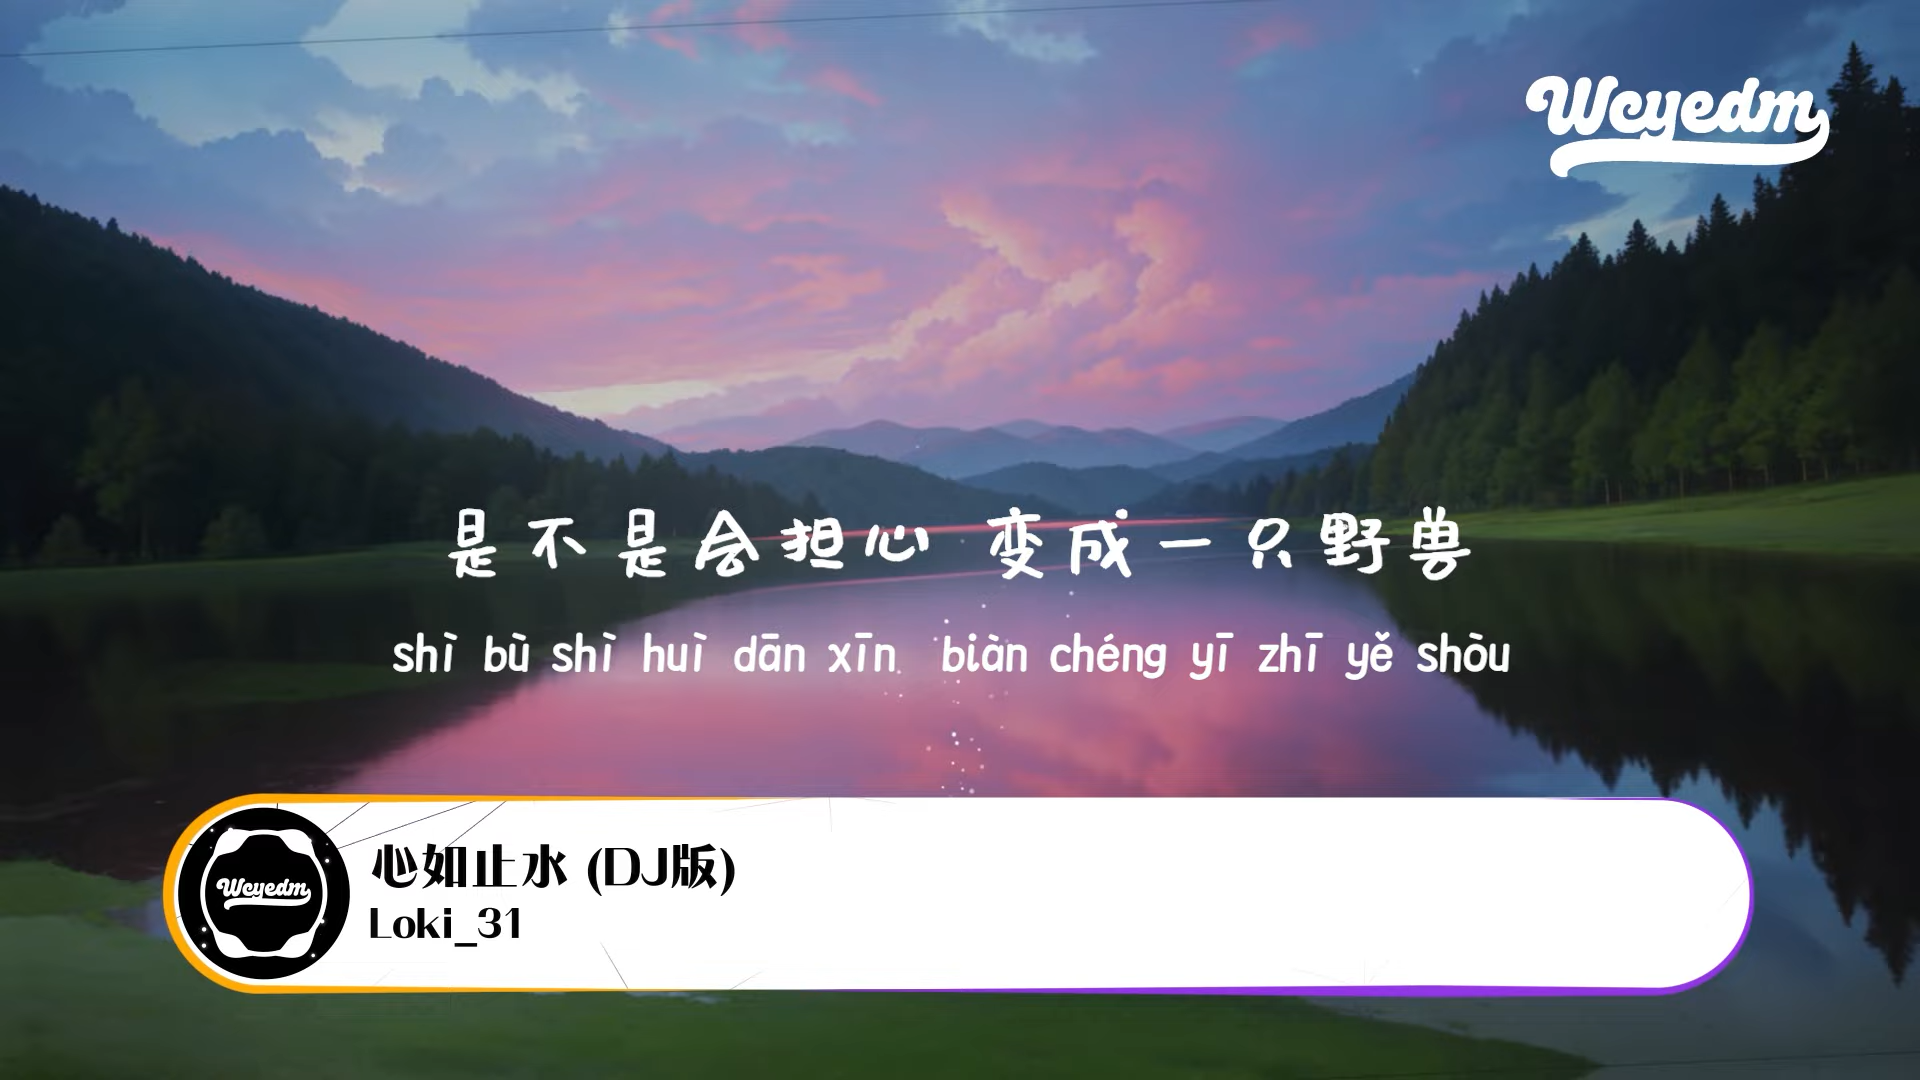 Wcyedm
是不是会担心 变成一只野兽
shì bù shì huì dān xīn  biàn chéng yī zhī yě shòu
Wcyedm
心如止水 (DJ版)
Loki_31